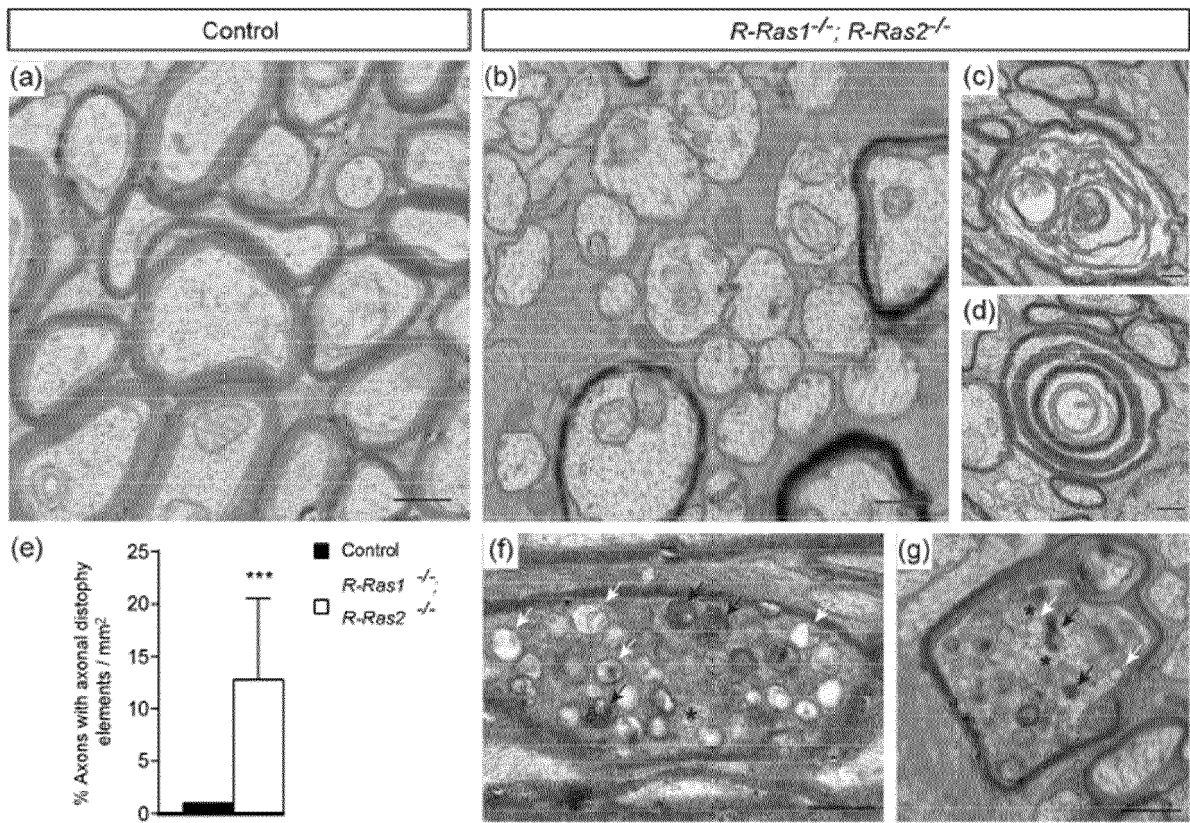 Control
R-Ras1-/-; R-Ras2-/-
(a)
(b)
(c)
(d)
(e)
% Axons with axonal distophy
elements / mm2
25
20
15
10
5
0
***
Control
R-Ras1 -/-;
R-Ras2 -/-
(f)
*
(g)
*
*